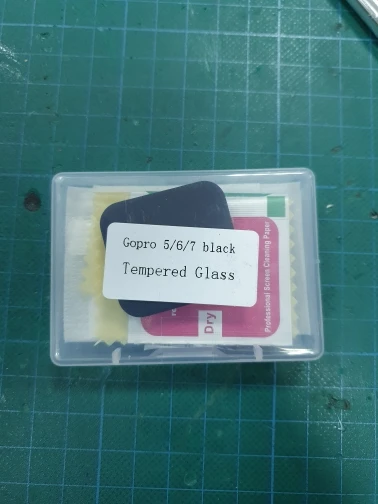 Gopro 5/6/7 black
Tempered Glass
Dry
Professional Screen Cleaning Paper